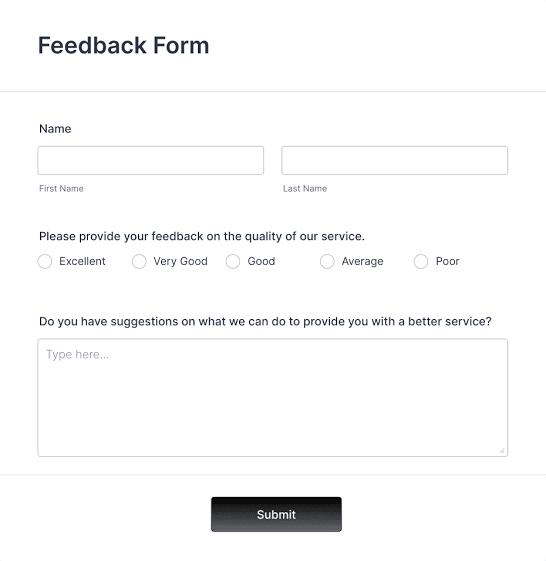 Feedback Form
Name
First Name Last Name
Please provide your feedback on the quality of our service.
Excellent Very Good Good Average Poor
Do you have suggestions on what we can do to provide you with a better service?
Type here...
Submit